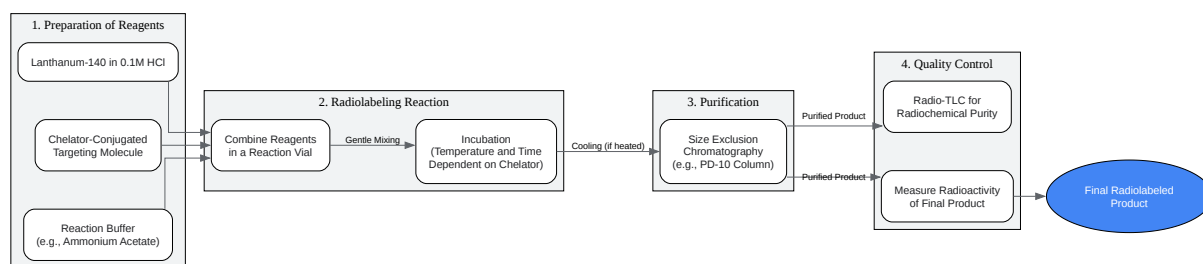 1. Preparation of Reagents
Lanthanum-140 in 0.1M HCl
Chelator-Conjugated
Targeting Molecule
Reaction Buffer
(e.g., Ammonium Acetate)
2. Radiolabeling Reaction
Combine Reagents
in a Reaction Vial
Gentle Mixing
Incubation
(Temperature and Time
Dependent on Chelator)
Cooling (if heated)
3. Purification
Size Exclusion
Chromatography
(e.g., PD-10 Column)
Purified Product
Purified Product
4. Quality Control
Radio-TLC for
Radiochemical Purity
Measure Radioactivity
of Final Product
Final Radiolabeled
Product